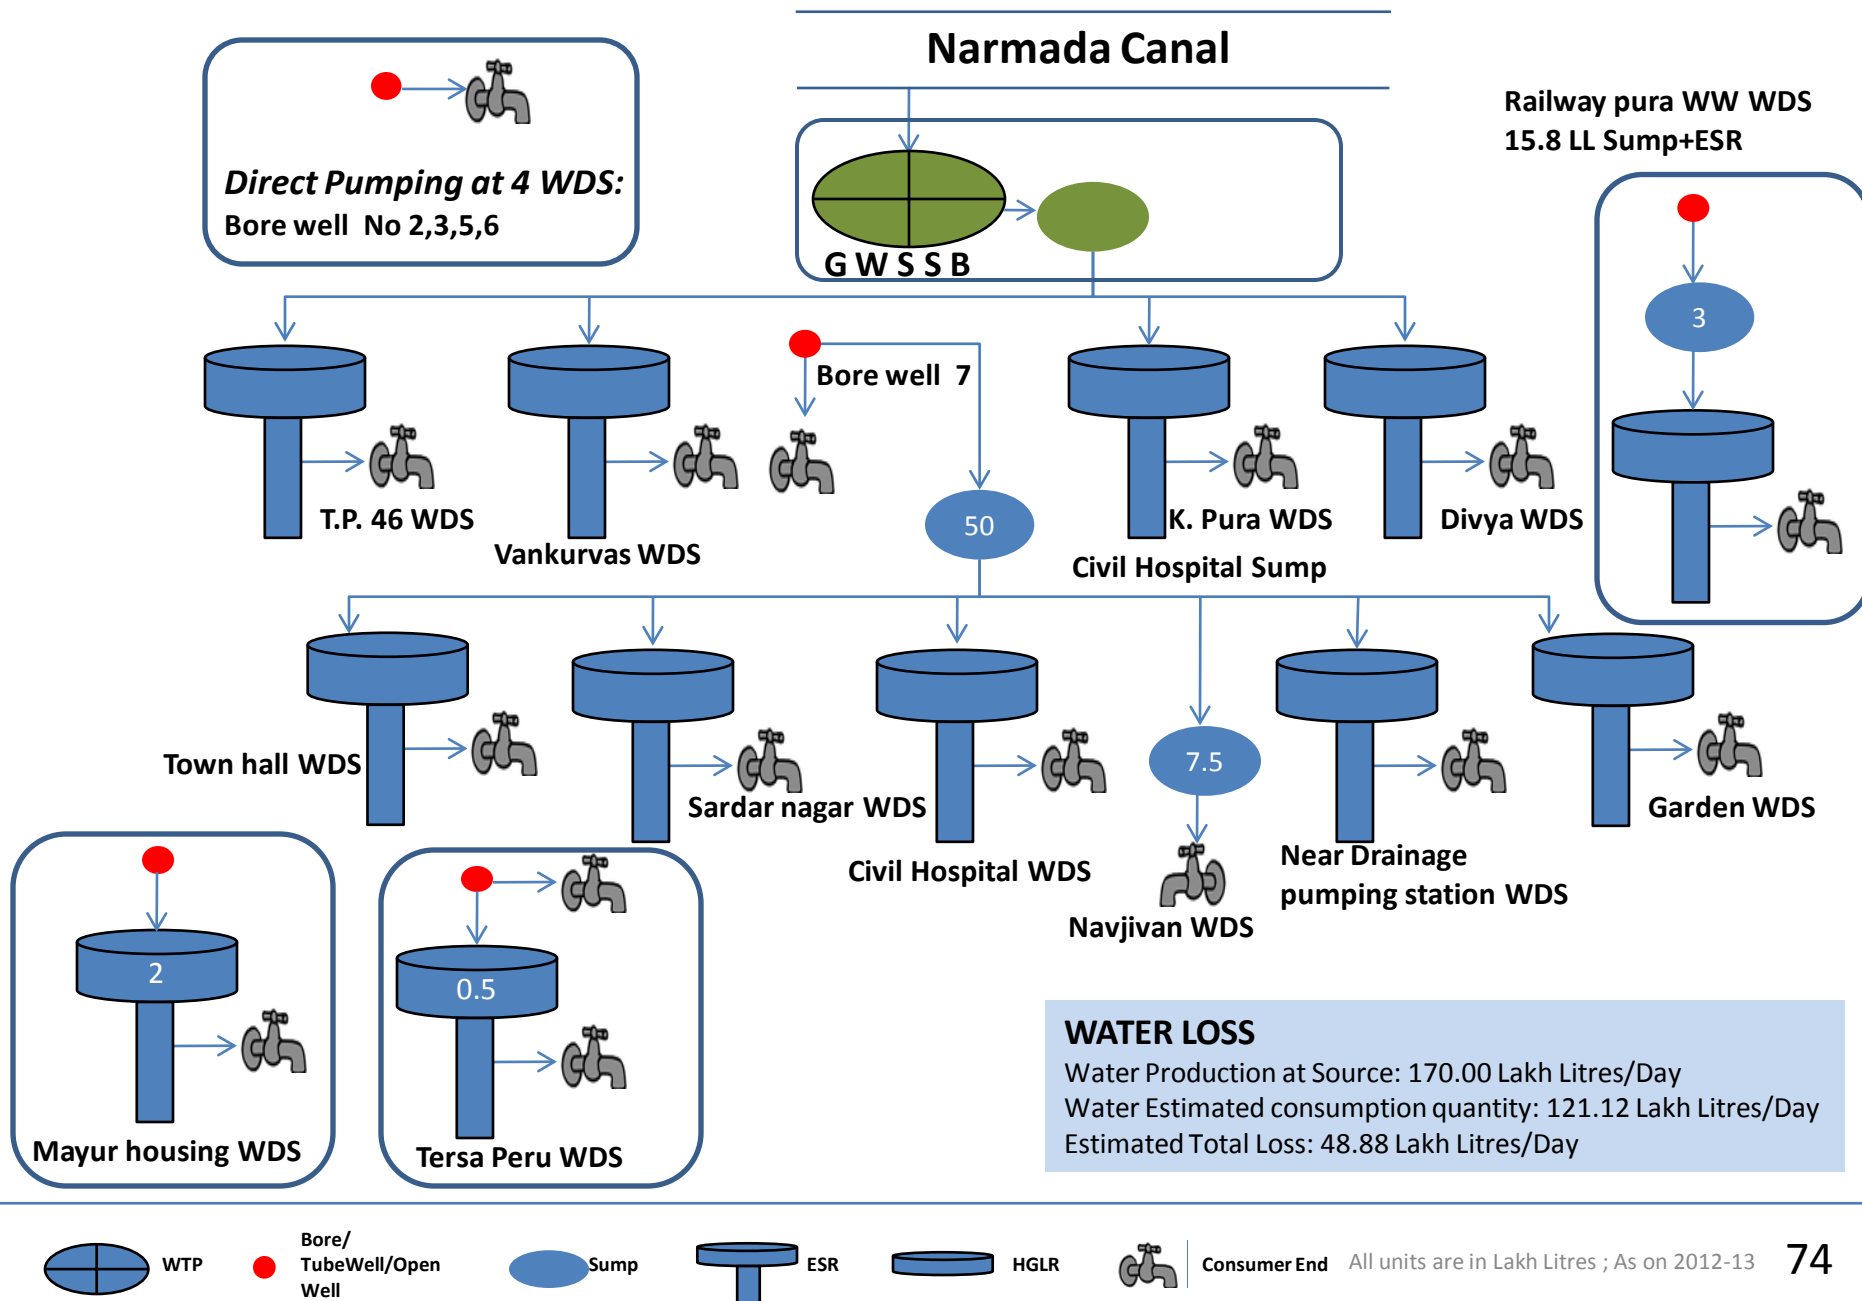 Narmada Canal
Railway pura WW WDS
15.8 LL Sump+ESR
Direct Pumping at 4 WDS:
Bore well No 2,3,5,6
G W S S B
3
Bore well 7
T.P. 46 WDS
Vankurvas WDS
50
K. Pura WDS
Divya WDS
Civil Hospital Sump
Town hall WDS
Sardar nagar WDS
Civil Hospital WDS
7.5
Navjivan WDS
Near Drainage
pumping station WDS
Garden WDS
2
Mayur housing WDS
0.5
Tersa Peru WDS
WATER LOSS
Water Production at Source: 170.00 Lakh Litres/Day
Water Estimated consumption quantity: 121.12 Lakh Litres/Day
Estimated Total Loss: 48.88 Lakh Litres/Day
WTP
Bore/
TubeWell/Open
Well
Sump
ESR
HGLR
Consumer End
All units are in Lakh Litres ; As on 2012-13
74